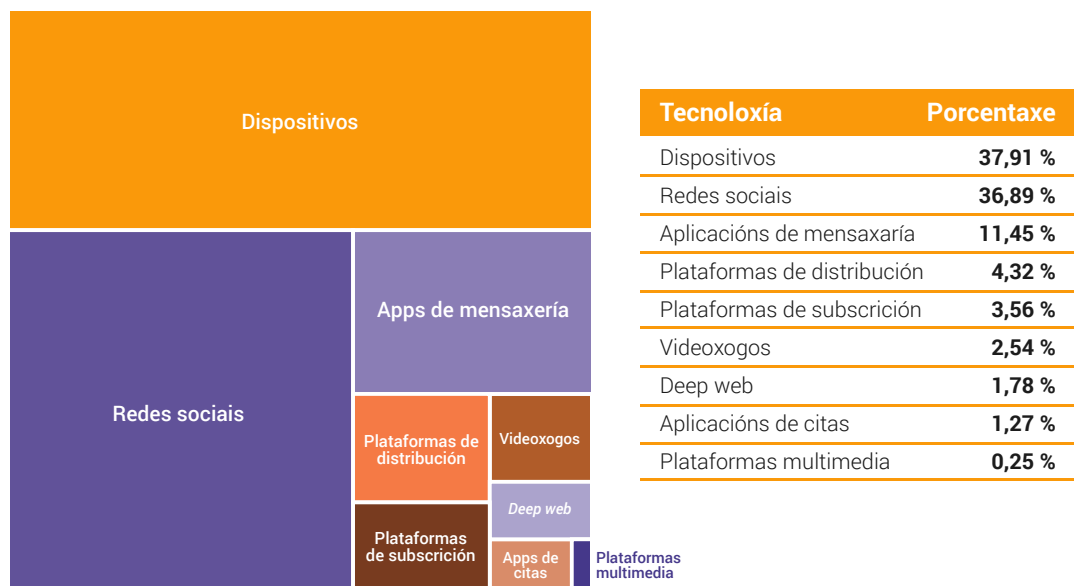 Dispositivos
Redes sociais
Apps de mensaxería
Plataformas de
distribución
Videoxogos
Deep web
Plataformas
de subscrición
Apps de
citas
Plataformas
multimedia
Tecnoloxía Porcentaxe
Dispositivos 37,91 %
Redes sociais 36,89 %
Aplicacións de mensaxaría 11,45 %
Plataformas de distribución 4,32 %
Plataformas de subscrición 3,56 %
Videoxogos 2,54 %
Deep web 1,78 %
Aplicacións de citas 1,27 %
Plataformas multimedia 0,25 %